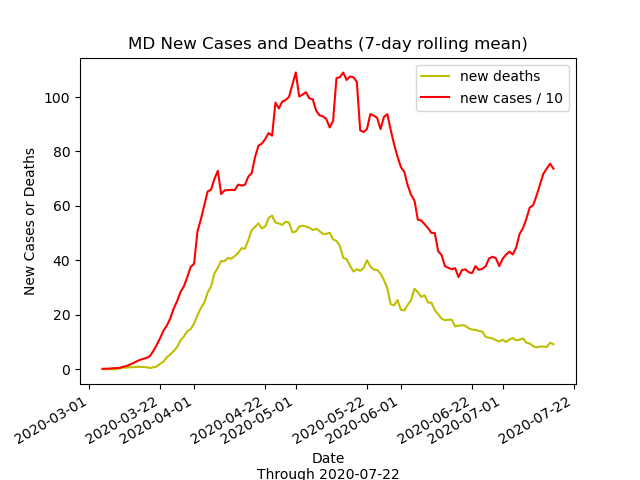 MD New Cases and Deaths (7-day rolling mean)
new deaths
new cases / 10
100
80
60
40
20
0
New Cases or Deaths
2020-03-01
2020-03-22
2020-04-01
2020-04-22
2020-05-01
2020-05-22
2020-06-01
2020-06-22
2020-07-01
2020-07-22
Date
Through 2020-07-22